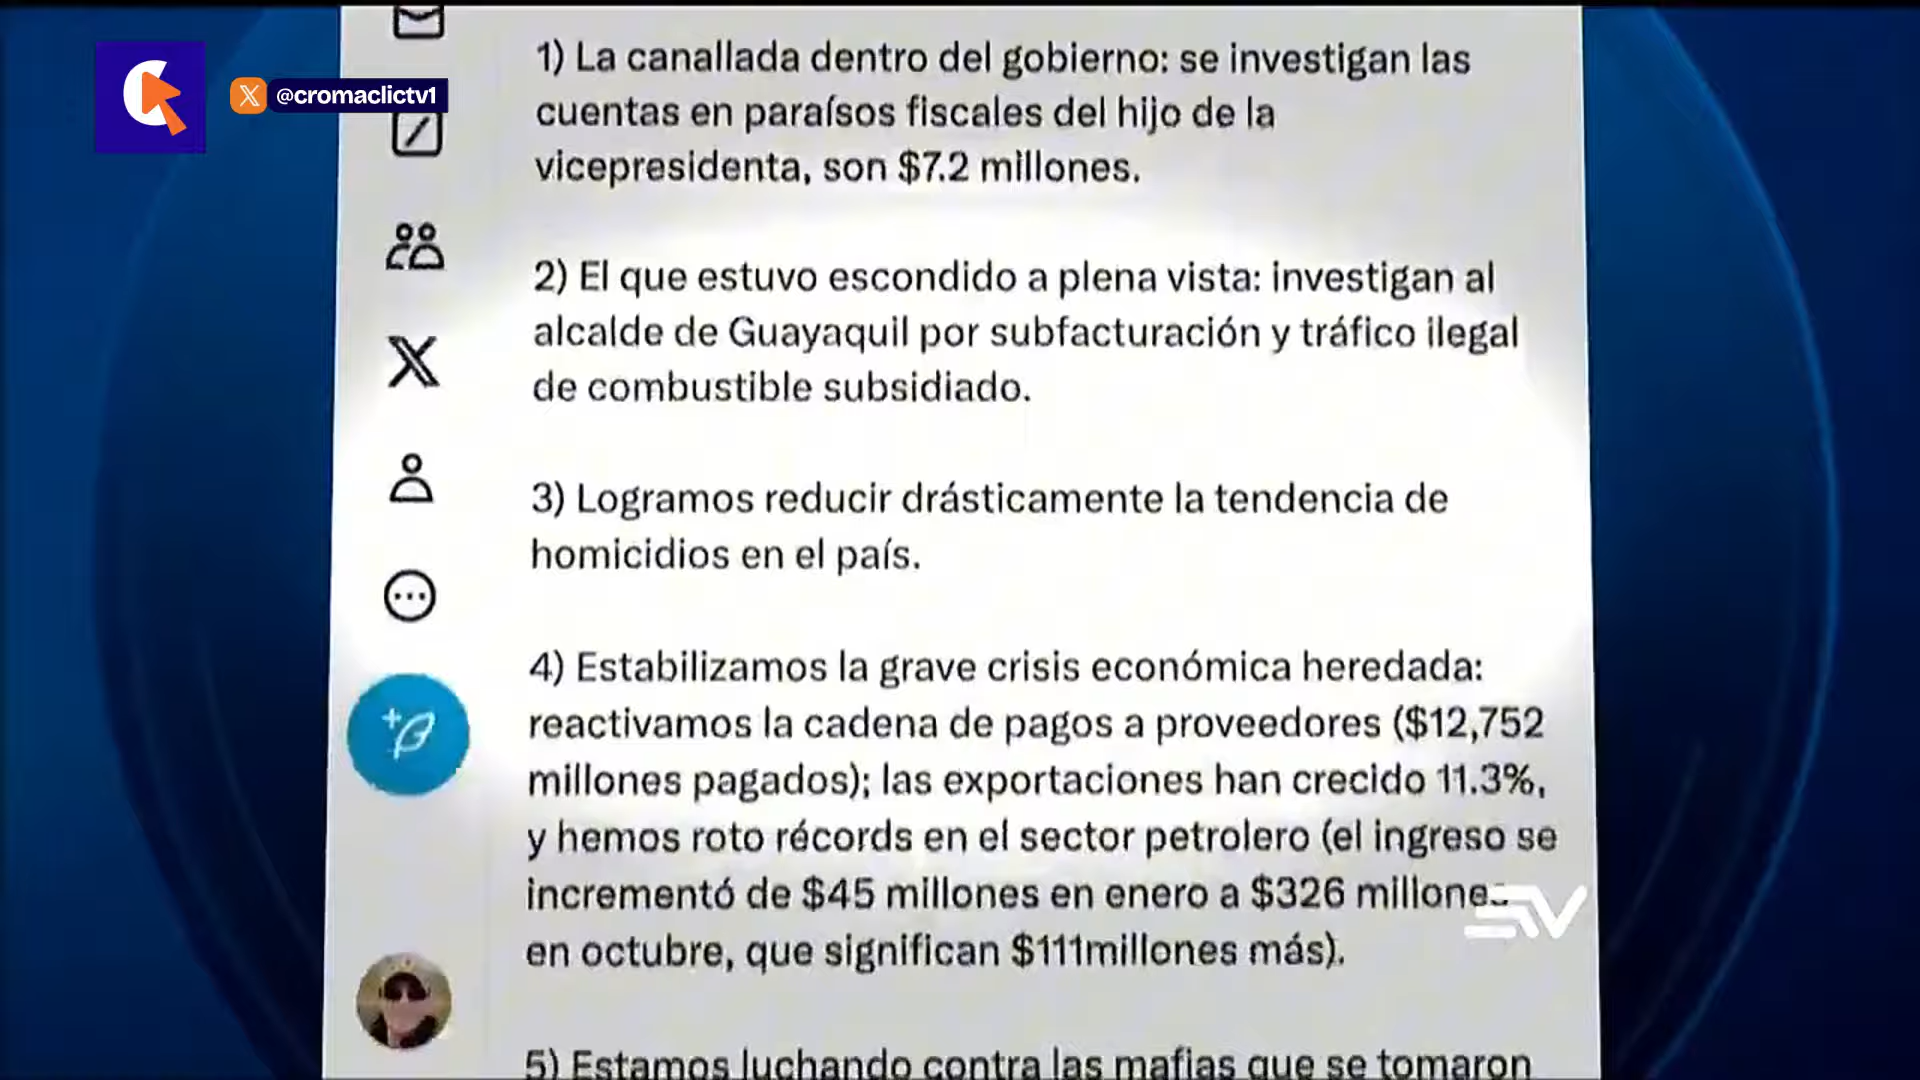 @cromaclictv1
1) La canallada dentro del gobierno: se investigan las
cuentas en paraísos fiscales del hijo de la
vicepresidenta, son $7.2 millones.
2) El que estuvo escondido a plena vista: investigan al
alcalde de Guayaquil por subfacturación y tráfico ilegal
de combustible subsidiado.
3) Logramos reducir drásticamente la tendencia de
homicidios en el país.
4) Estabilizamos la grave crisis económica heredada:
reactivamos la cadena de pagos a proveedores ($12,752
millones pagados); las exportaciones han crecido 11.3%,
y hemos roto récords en el sector petrolero (el ingreso se
incrementó de $45 millones en enero a $326 millones
en octubre, que significan $111millones más).
5) Estamos luchando contra las mafias que se tomaron